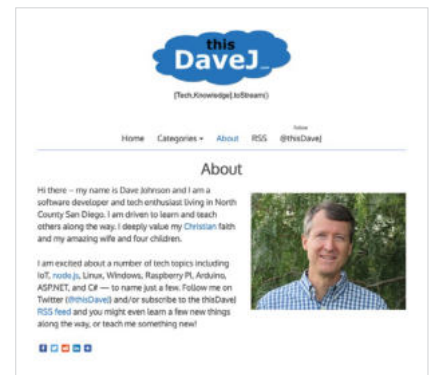 this
DaveJ_
[Tech,Knowledge].toStream()
Follow
Home Categories About RSS @thisDaveJ
About
Hi there – my name is Dave Johnson and I am a
software developer and tech enthusiast living in North
County San Diego. I am driven to learn and teach
others along the way. I deeply value my Christian faith
and my amazing wife and four children.
I am excited about a number of tech topics including
IoT, node.js, Linux, Windows, Raspberry Pi, Arduino,
ASP.NET, and C# — to name just a few. Follow me on
Twitter (@thisDaveJ) and/or subscribe to the thisDaveJ
RSS feed and you might even learn a few new things
along the way, or teach me something new!